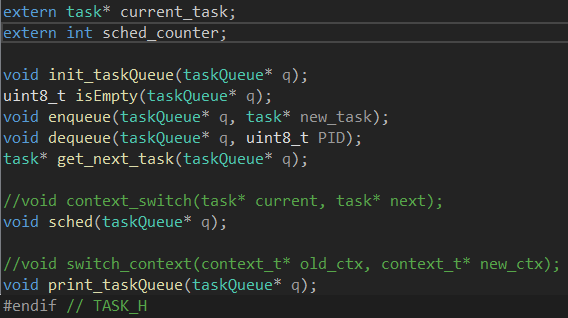 extern task* current_task;
extern int sched_counter;
void init_taskQueue(taskQueue* q);
uint8_t isEmpty(taskQueue* q);
void enqueue(taskQueue* q, task* new_task);
void dequeue(taskQueue* q, uint8_t PID);
task* get_next_task(taskQueue* q);
//void context_switch(task* current, task* next);
void sched(taskQueue* q);
//void switch_context(context_t* old_ctx, context_t* new_ctx);
void print_taskQueue(taskQueue* q);
#endif // TASK_H